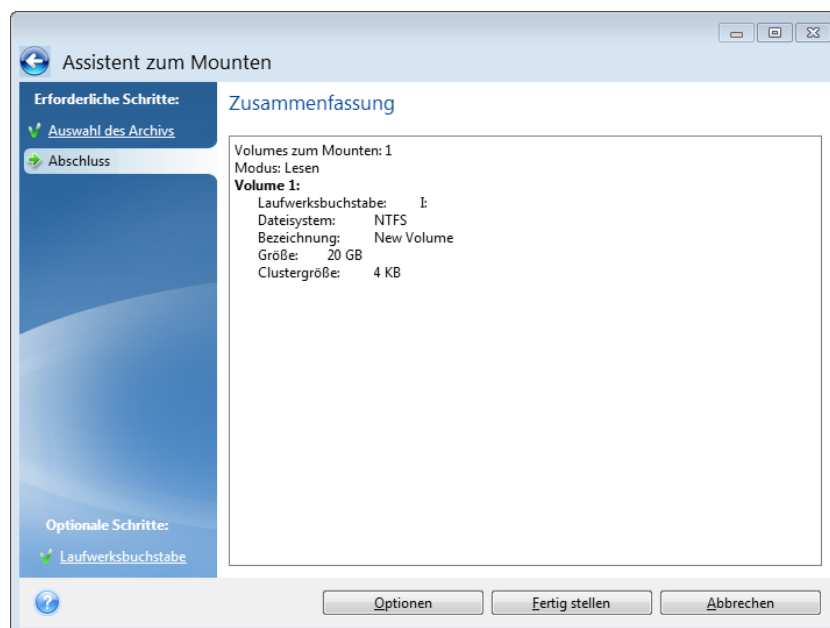 Assistent zum Mounten
Erforderliche Schritte:
Auswahl des Archivs
Abschluss
Optionale Schritte:
Laufwerksbuchstabe
Zusammenfassung
Volumes zum Mounten: 1
Modus: Lesen
Volume 1:
Laufwerksbuchstabe: I:
Dateisystem: NTFS
Bezeichnung: New Volume
Größe: 20 GB
Clustergröße: 4 KB
Optionen
Fertig stellen
Abbrechen